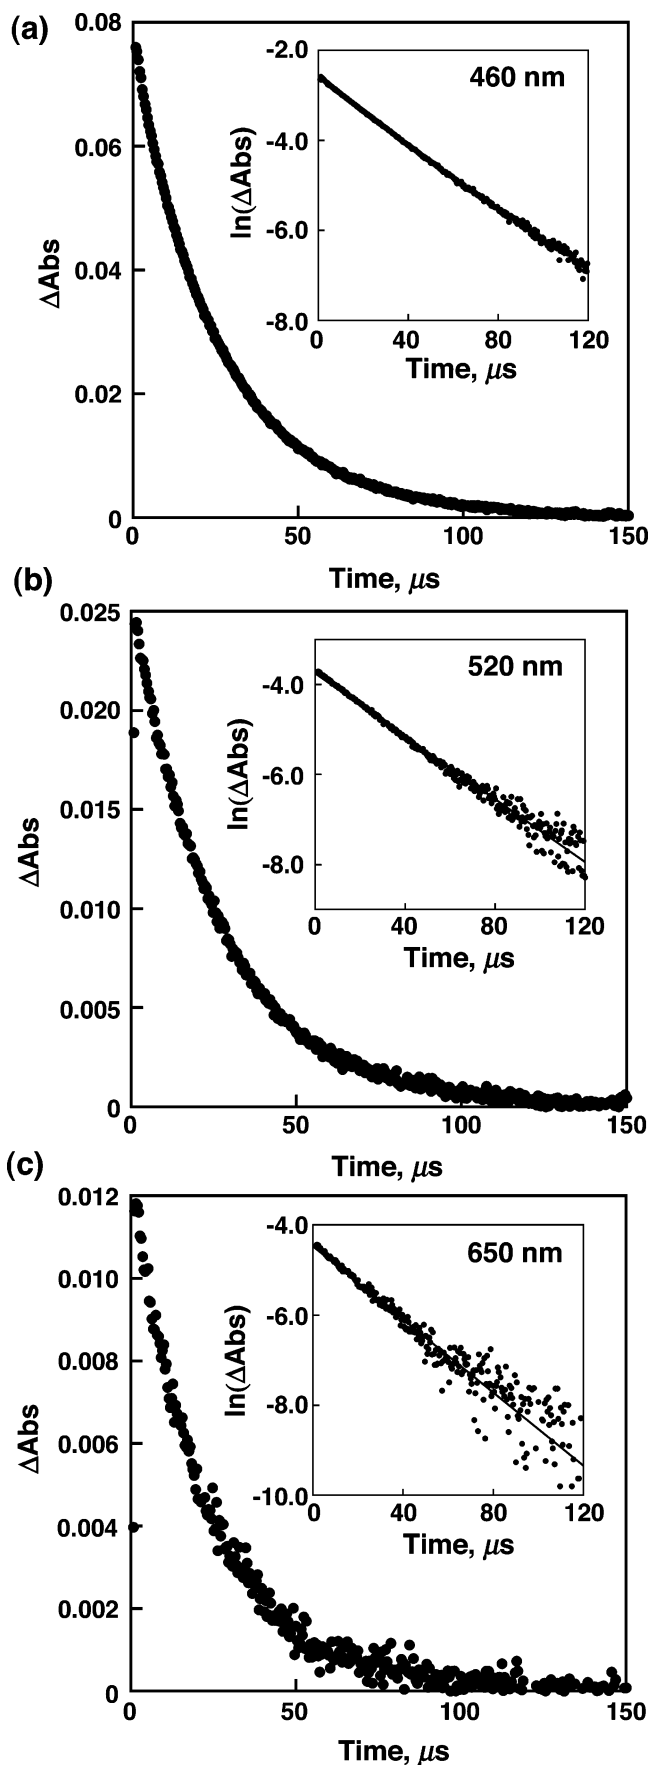 (a)
0.08
0.06
0.04
0.02
0
ΔAbs
0
50
100
150
Time, μs
460 nm
-2.0
-4.0
-6.0
-8.0
ln(ΔAbs)
0
40
80
120
Time, μs
(b)
0.025
0.020
0.015
0.010
0.005
0
ΔAbs
0
50
100
150
Time, μs
520 nm
-4.0
-6.0
-8.0
ln(ΔAbs)
0
40
80
120
Time, μs
(c)
0.012
0.010
0.008
0.006
0.004
0.002
0
ΔAbs
0
50
100
150
Time, μs
650 nm
-4.0
-6.0
-8.0
-10.0
ln(ΔAbs)
0
40
80
120
Time, μs